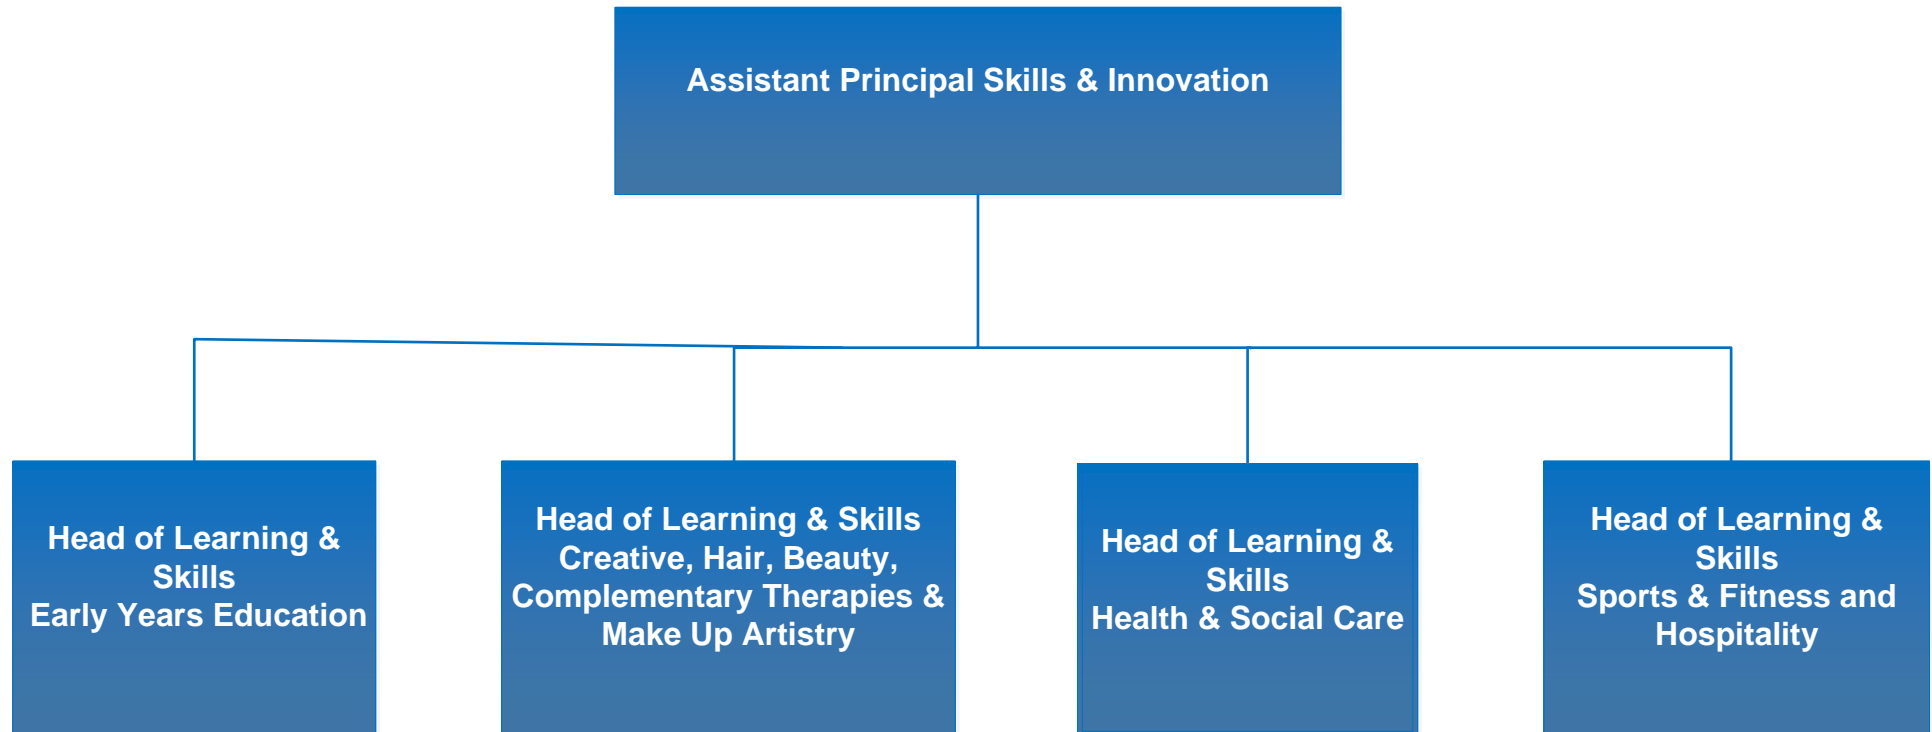 Assistant Principal Skills & Innovation
Head of Learning &
Skills
Early Years Education
Head of Learning & Skills
Creative, Hair, Beauty,
Complementary Therapies &
Make Up Artistry
Head of Learning &
Skills
Health & Social Care
Head of Learning &
Skills
Sports & Fitness and
Hospitality